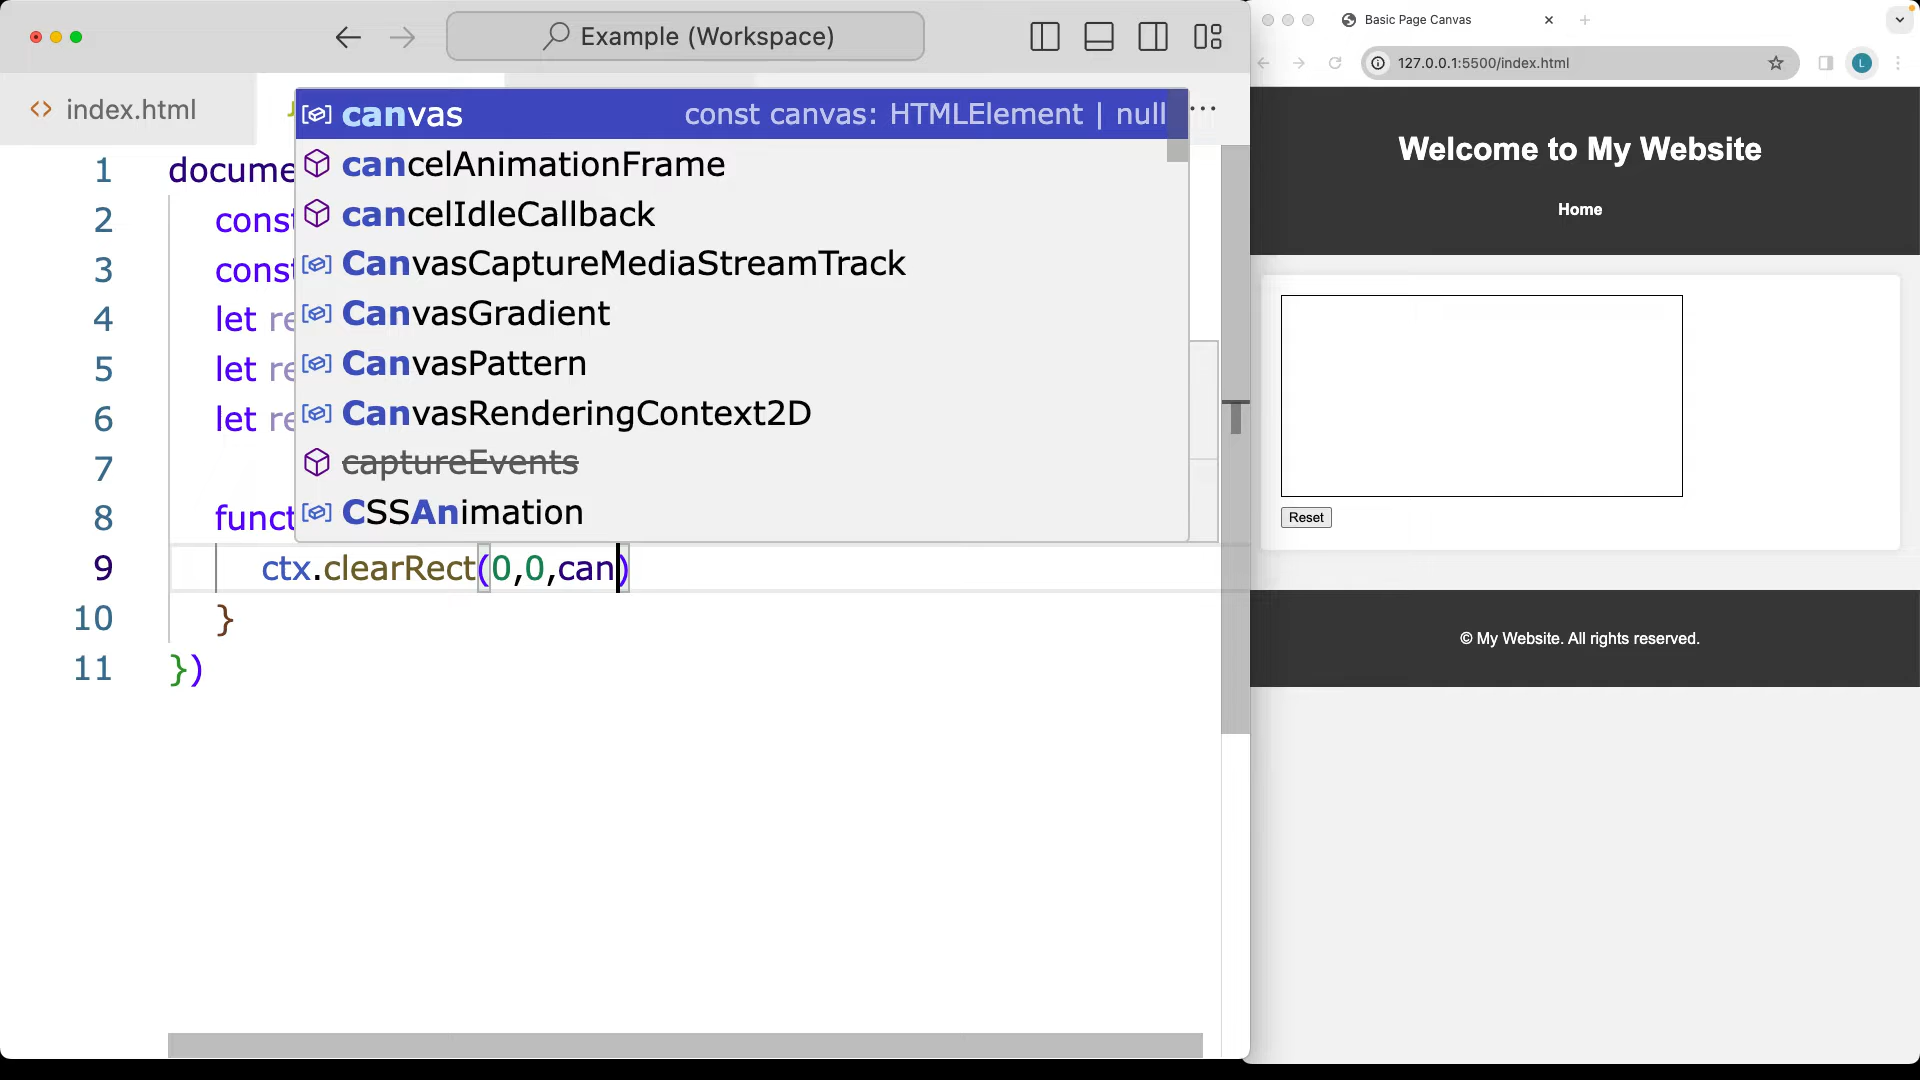 Example (Workspace)
index.html
canvas const canvas: HTMLElement | null
cancelAnimationFrame
cancelIdleCallback
CanvasCaptureMediaStreamTrack
CanvasGradient
CanvasPattern
CanvasRenderingContext2D
captureEvents
CSSAnimation
1 docume
2 const
3 const
4 let re
5 let re
6 let re
7
8 funct
9 ctx.clearRect(0,0,can)
10 }
11 })
Basic Page Canvas
127.0.0.1:5500/index.html
L
Welcome to My Website
Home
Reset
© My Website. All rights reserved.